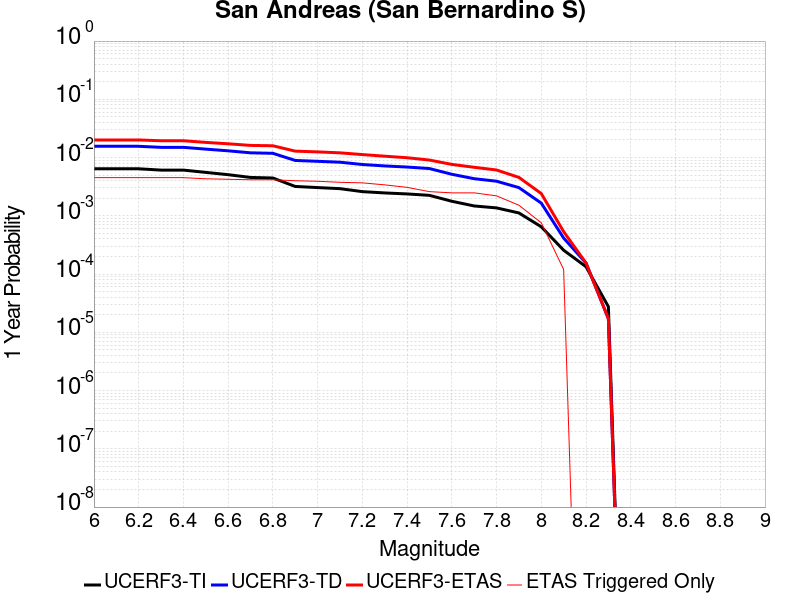 San Andreas (San Bernardino S)
10^0
10^-1
10^-2
10^-3
10^-4
10^-5
10^-6
10^-7
10^-8
1 Year Probability
6 6.2 6.4 6.6 6.8 7 7.2 7.4 7.6 7.8 8 8.2 8.4 8.6 8.8 9
Magnitude
UCERF3-TI UCERF3-TD UCERF3-ETAS ETAS Triggered Only